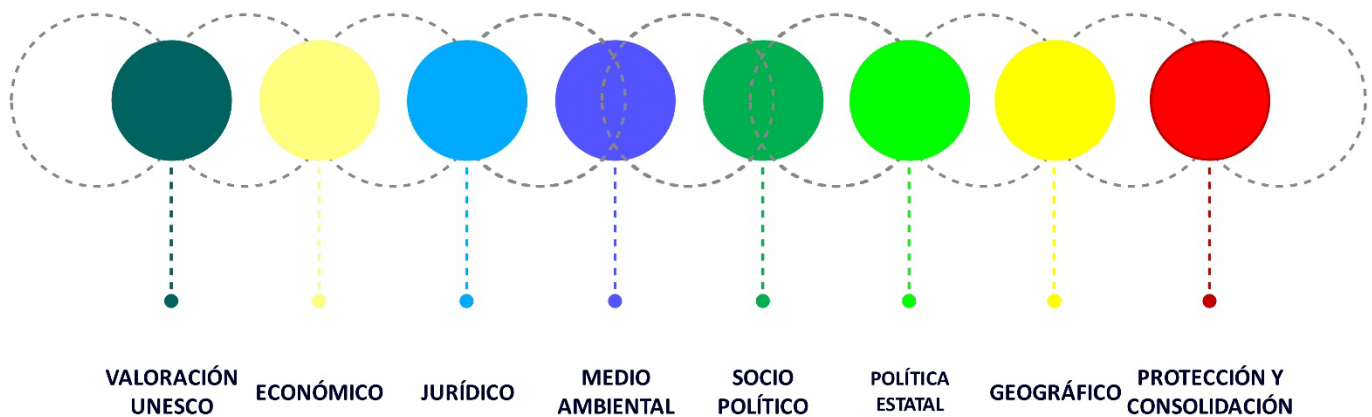 VALORACIÓN
UNESCO
ECONÓMICO
JURÍDICO
MEDIO
AMBIENTAL
SOCIO
POLÍTICO
POLÍTICA
ESTATAL
GEOGRÁFICO
PROTECCIÓN Y
CONSOLIDACIÓN